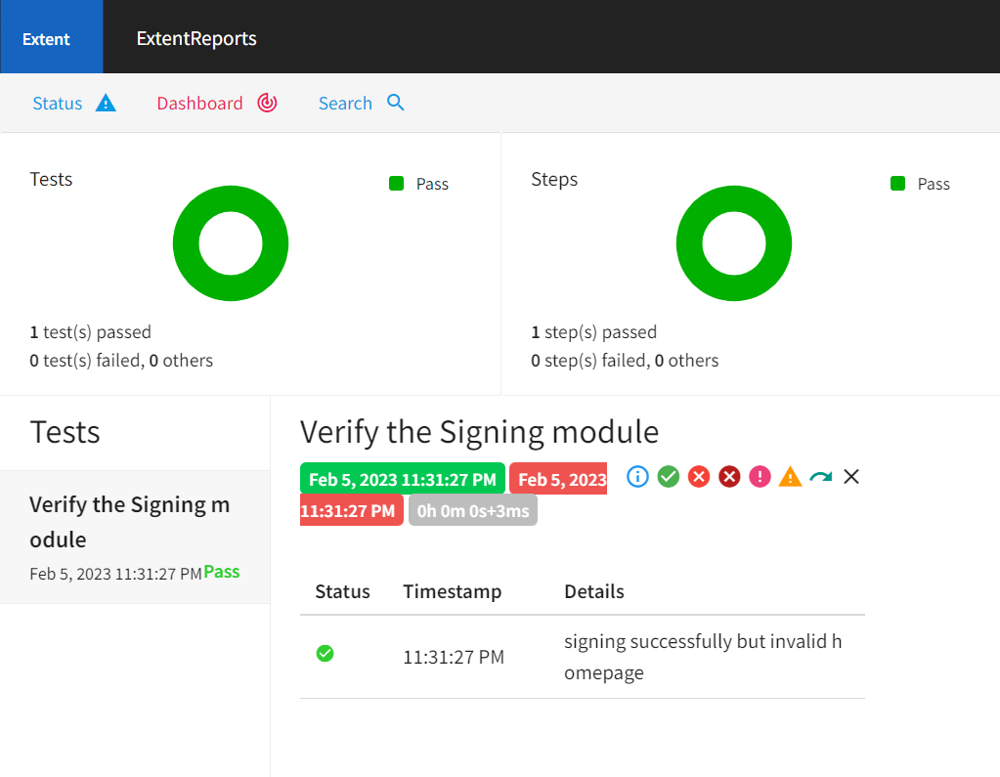 Extent
ExtentReports
Status
Dashboard
Search
Tests
Pass
1 test(s) passed
0 test(s) failed, 0 others
Steps
Pass
1 step(s) passed
0 step(s) failed, 0 others
Tests
Verify the Signing m
odule
Feb 5, 2023 11:31:27 PM Pass
Verify the Signing module
Feb 5, 2023 11:31:27 PM Feb 5, 2023
11:31:27 PM 0h 0m 0s+3ms
Status Timestamp Details
11:31:27 PM
signing successfully but invalid h
omepage